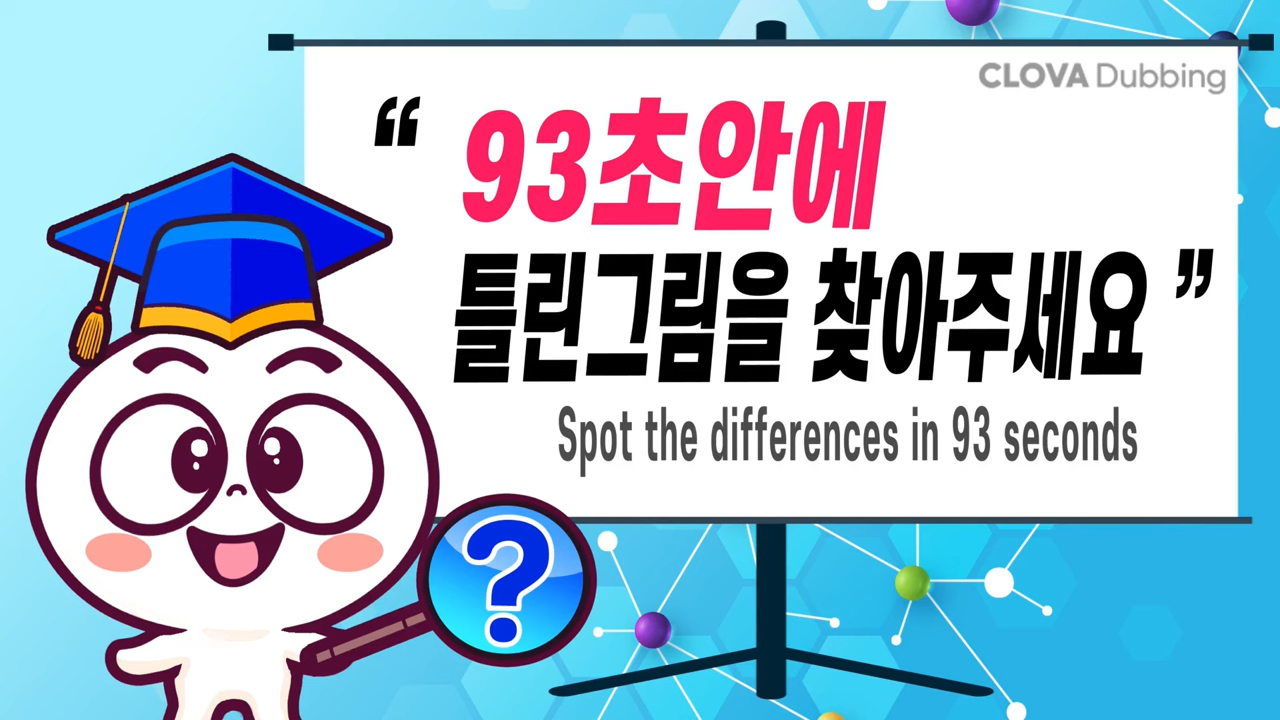 CLOVA Dubbing
“ 93초안에
틀린그림을 찾아주세요 ”
Spot the differences in 93 seconds
?